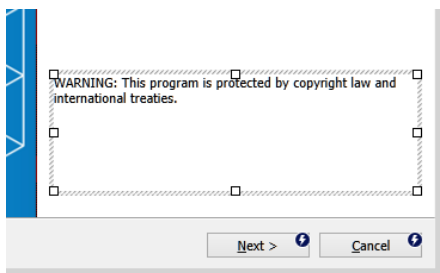 WARNING: This program is protected by copyright law and
international treaties.
Next >
Cancel